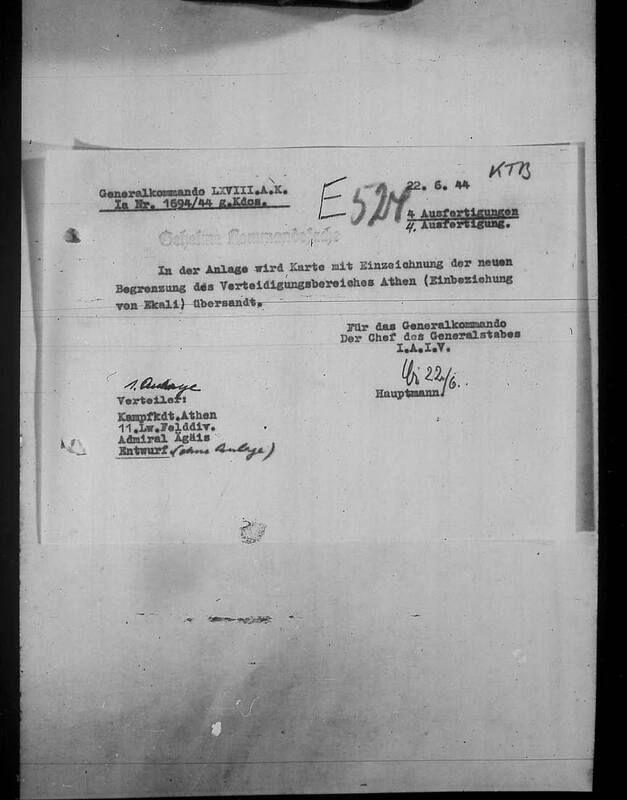 KTB
Generalkommando LXVIII.A.K.
Ia Nr. 1694/44 g.Kdos.
22. 6. 44
E 524
4 Ausfertigungen
4. Ausfertigung.
Geheime Kommandosache
In der Anlage wird Karte mit Einzeichnung der neuen
Begrenzung des Verteidigungsbereiches Athen (Einbeziehung
von Ekali) übersandt.
Für das Generalkommando
Der Chef des Generalstabes
I.A.I.V.
22/6.
Hauptmann.
1. Anlage
Verteiler:
Kampfkdt.Athen
11.Lw.Felddiv.
Admiral Ägäis
Entwurf (ohne Anlage)